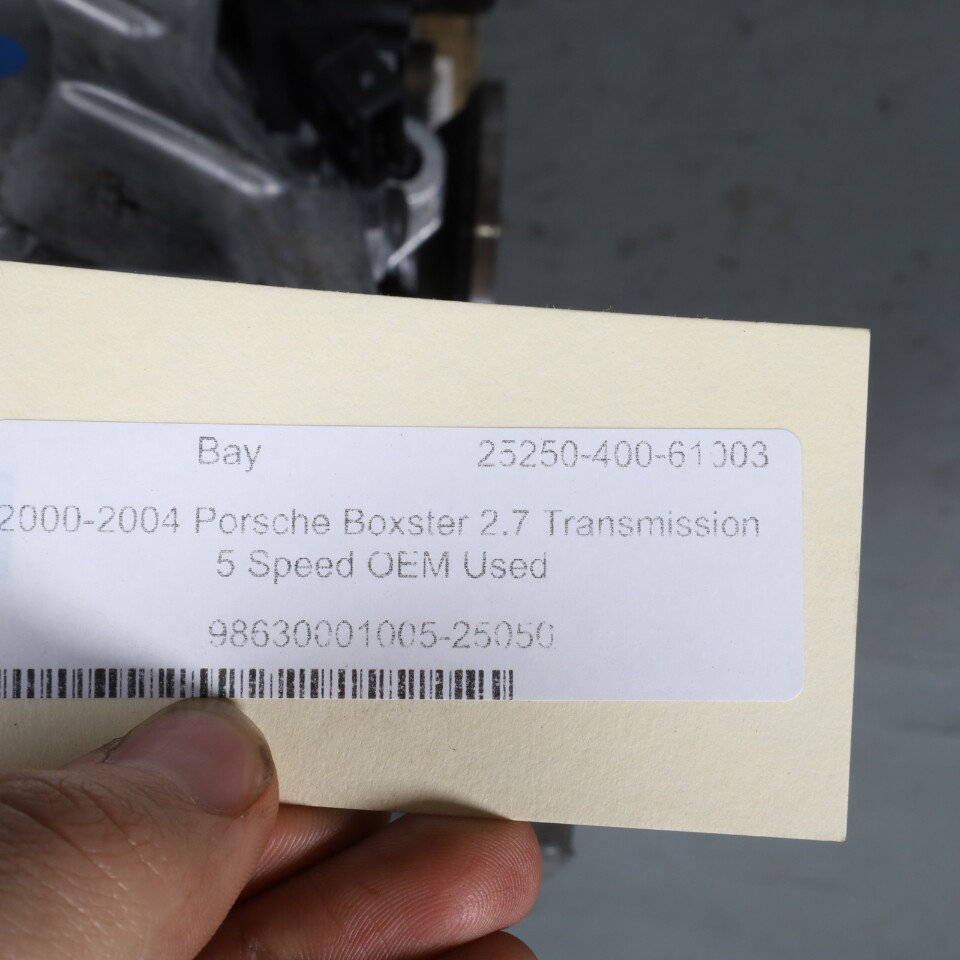 Bay 25250-400-61003
2000-2004 Porsche Boxster 2.7 Transmission
5 Speed OEM Used
98630001005-25050